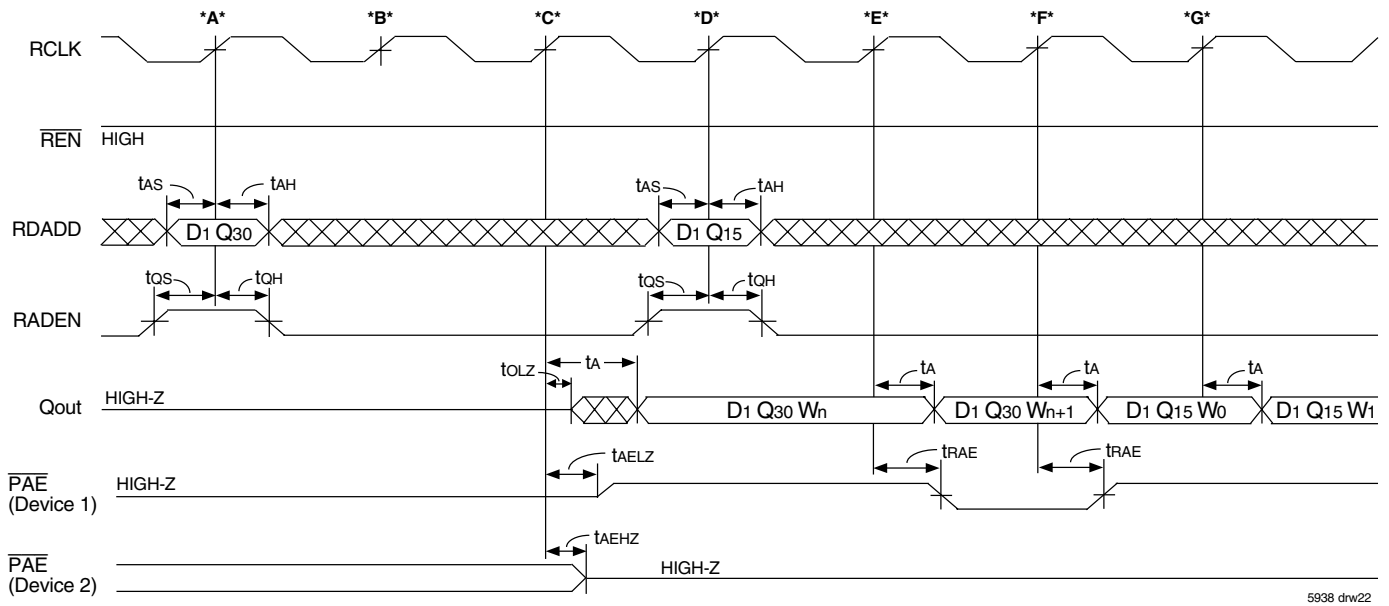 *A* *B* *C* *D* *E* *F* *G*
RCLK
REN HIGH
tAS tAH tAS tAH
RDADD D1 Q30 D1 Q15
tQS tQH tQS tQH
RADEN
tOLZ tA tA tA tA
Qout HIGH-Z D1 Q30 Wn D1 Q30 Wn+1 D1 Q15 W0 D1 Q15 W1
tAELZ tRAE tRAE
PAE HIGH-Z
(Device 1)
tAEHZ
PAE HIGH-Z
(Device 2)
5938 drw22